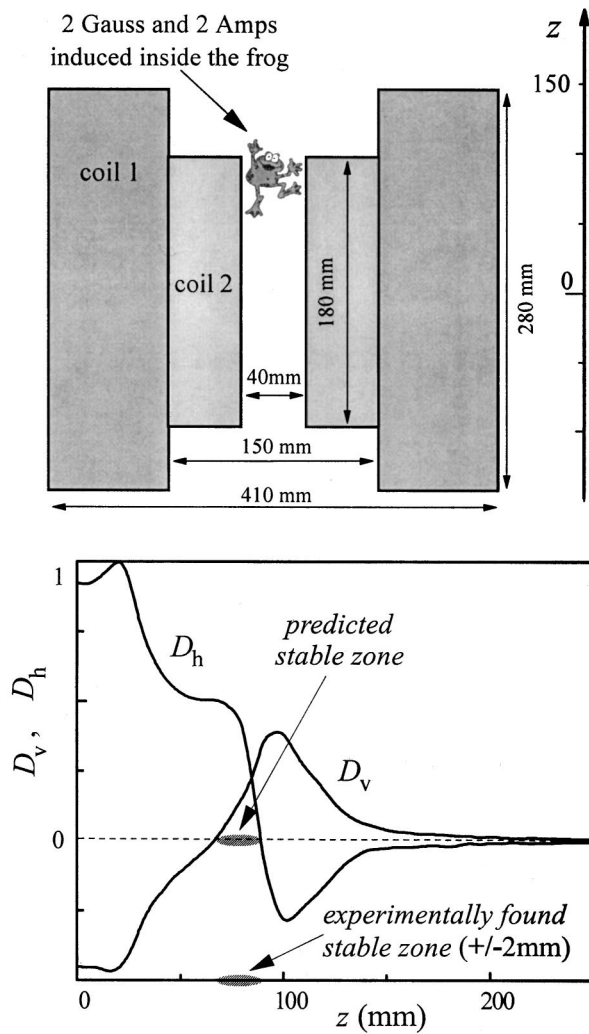 2 Gauss and 2 Amps
induced inside the frog
z
150
coil 1
coil 2
180 mm
280 mm
0
40mm
150 mm
410 mm
1
predicted
stable zone
D_h
D_v, D_h
D_v
0
experimentally found
stable zone (+/-2mm)
0
100
200
z (mm)